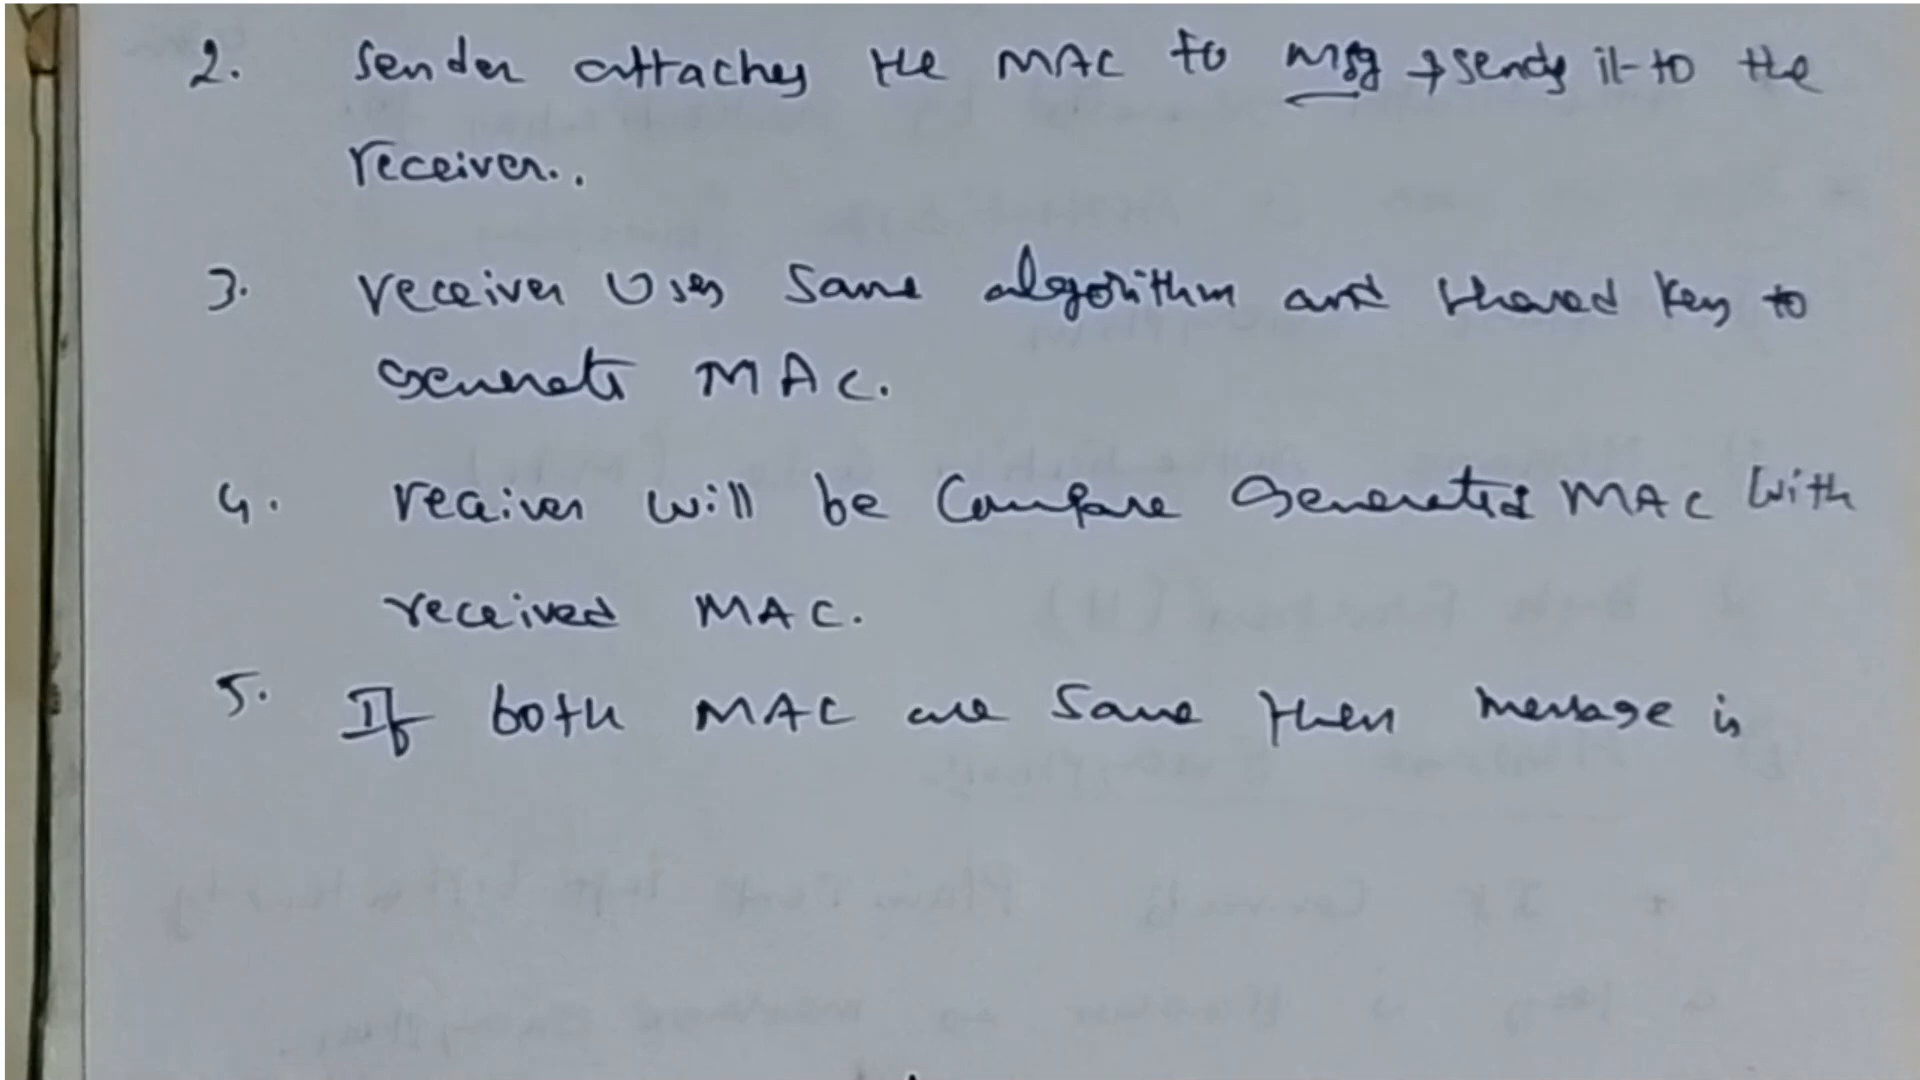 2. Sender attaches the MAC to msg & sends it to the
receiver..
3. receiver uses same algorithm and shared key to
generate MAC.
4. receiver will be Compare Generated MAC with
received MAC.
5. If both MAC are same then message is